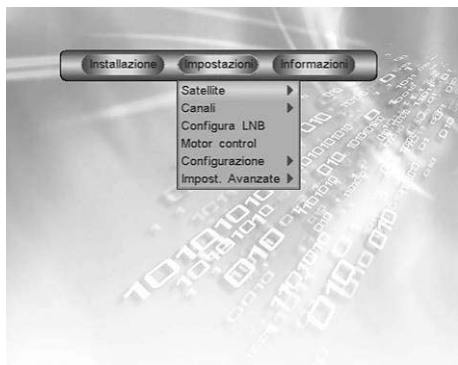 Installazione Impostazioni Informazioni
Satellite
Canali
Configura LNB
Motor control
Configurazione
Impost. Avanzate